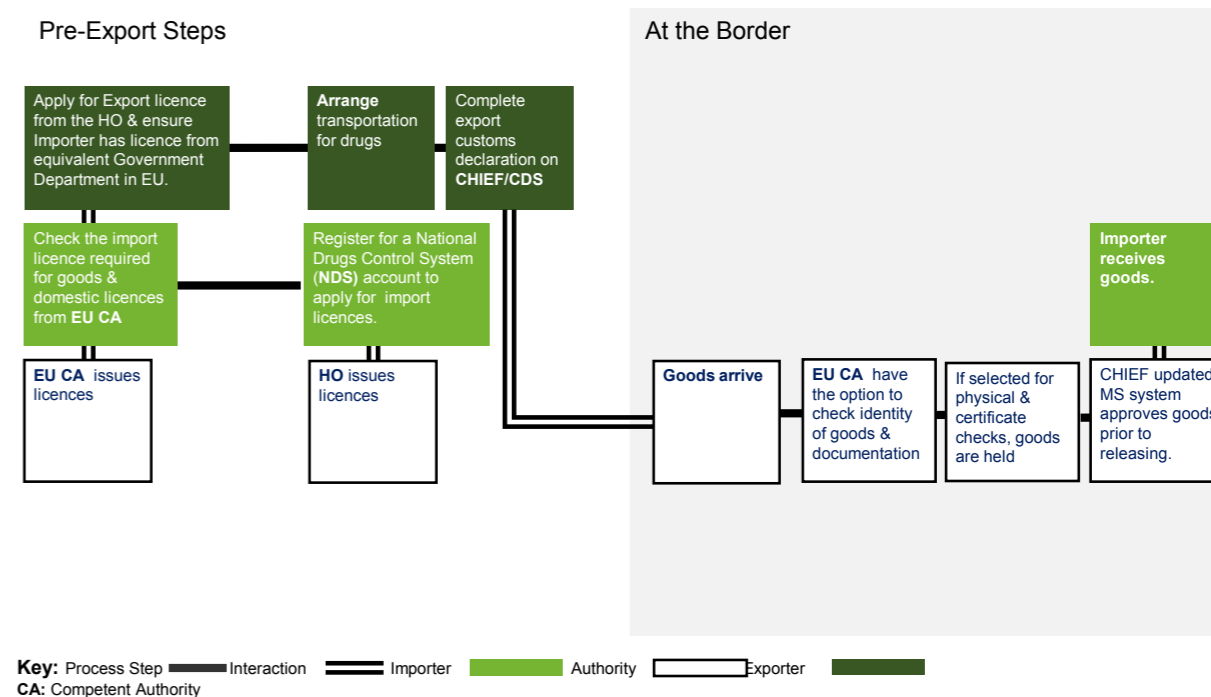 Pre-Export Steps
At the Border
Apply for Export licence
from the HO & ensure
Importer has licence from
equivalent Government
Department in EU.
Arrange
transportation
for drugs
Complete
export
customs
declaration on
CHIEF/CDS
Check the import
licence required
for goods &
domestic licences
from EU CA
Register for a National
Drugs Control System
(NDS) account to
apply for import
licences.
Importer
receives
goods.
EU CA issues
licences
HO issues
licences
Goods arrive
EU CA have
the option to
check identity
of goods &
documentation
If selected for
physical &
certificate
checks, goods
are held
CHIEF updated
MS system
approves goods
prior to
releasing.
Key: Process Step Interaction Importer Authority Exporter
CA: Competent Authority